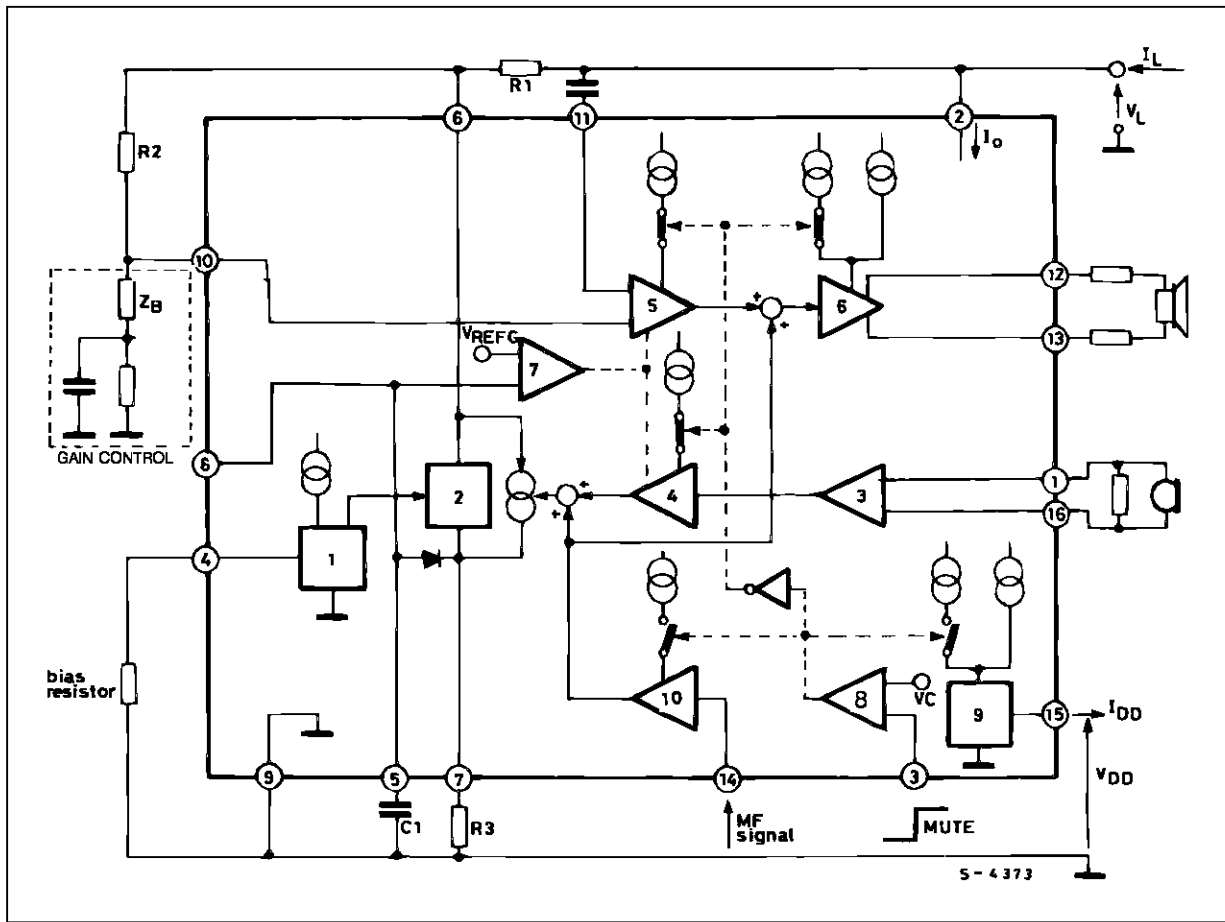 I_L
R1
6
11
2
V_L
I_o
R2
10
12
5
+
+
6
Z_B
V_REFG
13
7
GAIN CONTROL
6
2
+
+
4
3
1
16
4
1
bias
resistor
10
8
VC
9
15
I_DD
9
5
7
14
3
V_DD
C1
R3
MF
signal
MUTE
S-4373